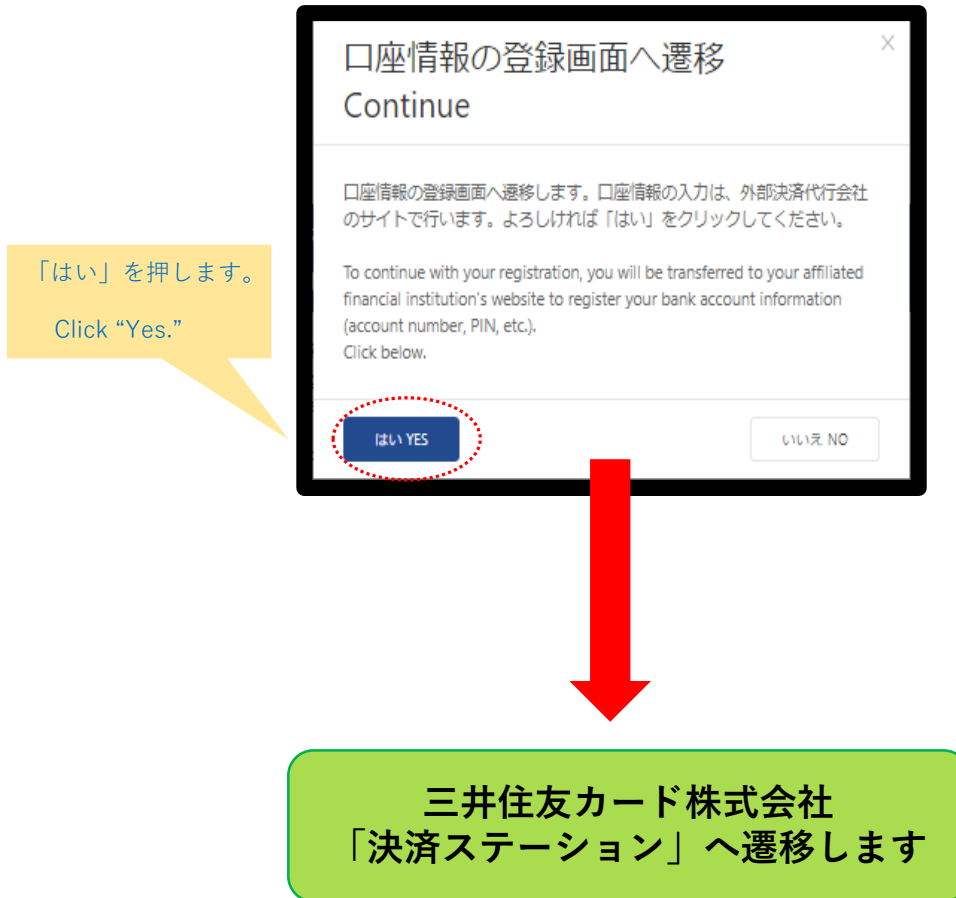 口座情報の登録画面へ遷移
Continue
×
口座情報の登録画面へ遷移します。口座情報の入力は、外部決済代行会社
のサイトで行います。よろしければ「はい」をクリックしてください。
To continue with your registration, you will be transferred to your affiliated
financial institution's website to register your bank account information
(account number, PIN, etc.).
Click below.
「はい」を押します。
Click “Yes.”
はい YES
いいえ NO
三井住友カード株式会社
「決済ステーション」へ遷移します